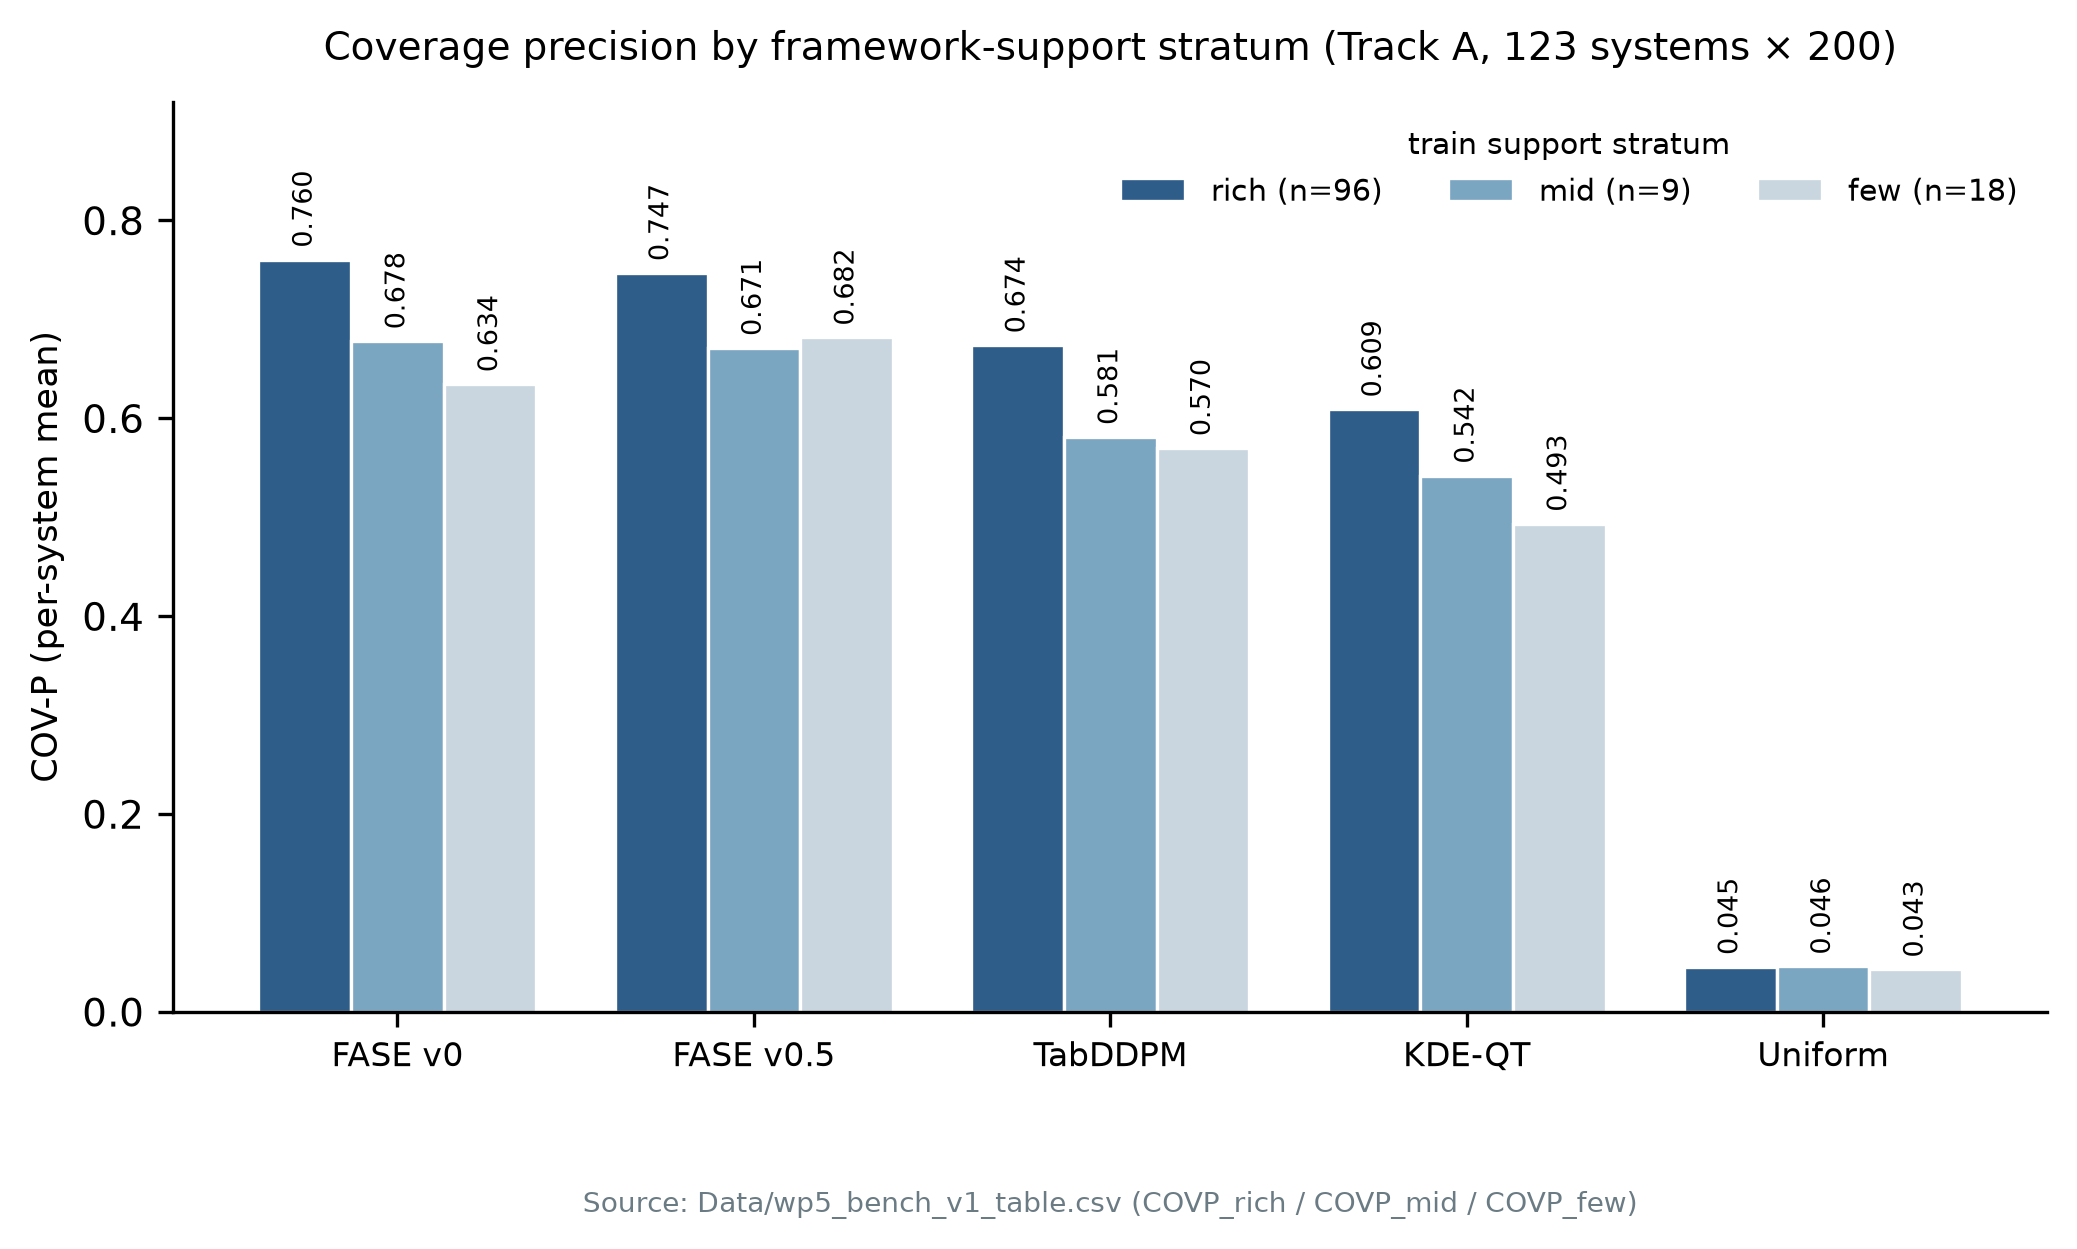 Coverage precision by framework-support stratum (Track A, 123 systems × 200)
train support stratum
rich (n=96) mid (n=9) few (n=18)
COV-P (per-system mean)
0.8
0.6
0.4
0.2
0.0
0.760 0.678 0.634
0.747 0.671 0.682
0.674 0.581 0.570
0.609 0.542 0.493
0.045 0.046 0.043
FASE v0 FASE v0.5 TabDDPM KDE-QT Uniform
Source: Data/wp5_bench_v1_table.csv (COVP_rich / COVP_mid / COVP_few)